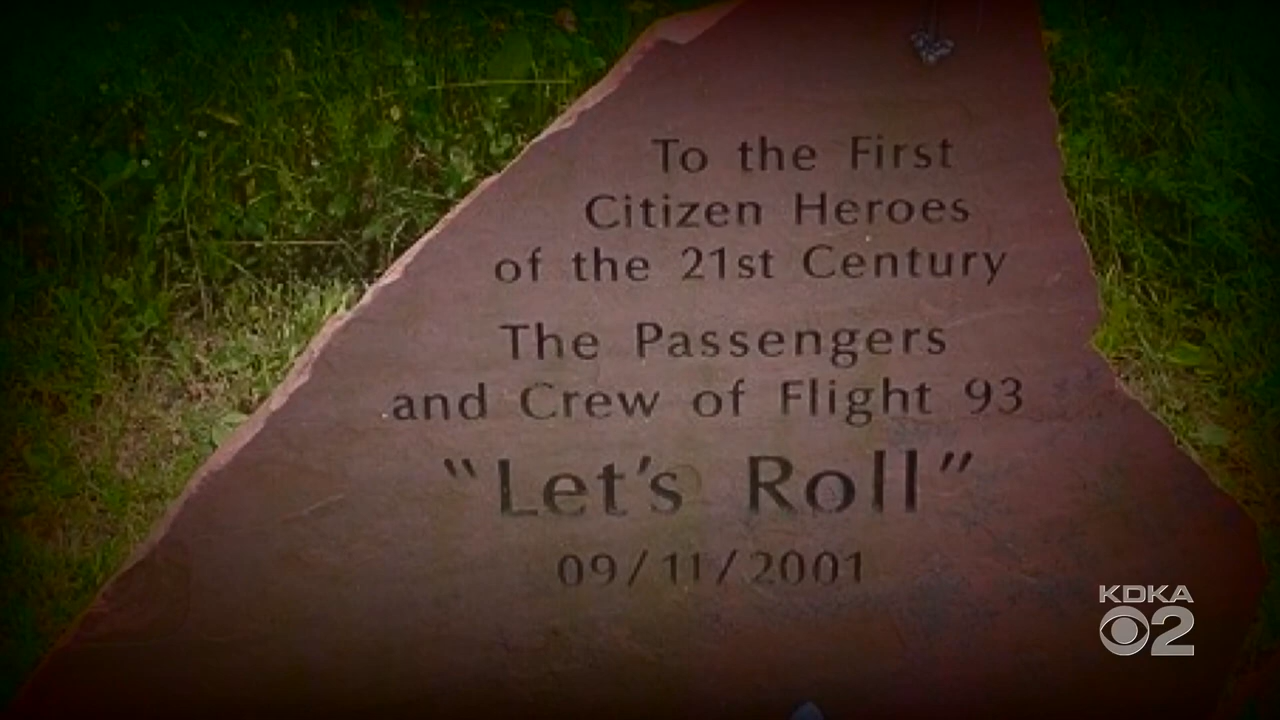 To the First
Citizen Heroes
of the 21st Century
The Passengers
and Crew of Flight 93
“Let’s Roll”
09/11/2001
KDKA
2